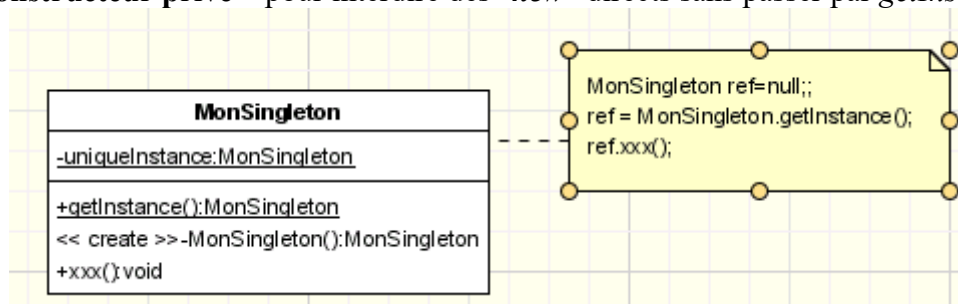 onstructeur privé pour interdire des "new" directs sans passer par getIns
MonSingleton
-uniqueInstance:MonSingleton
+getInstance():MonSingleton
<< create >>-MonSingleton():MonSingleton
+xxx():void
MonSingleton ref=null;;
ref = MonSingleton.getInstance();
ref.xxx();